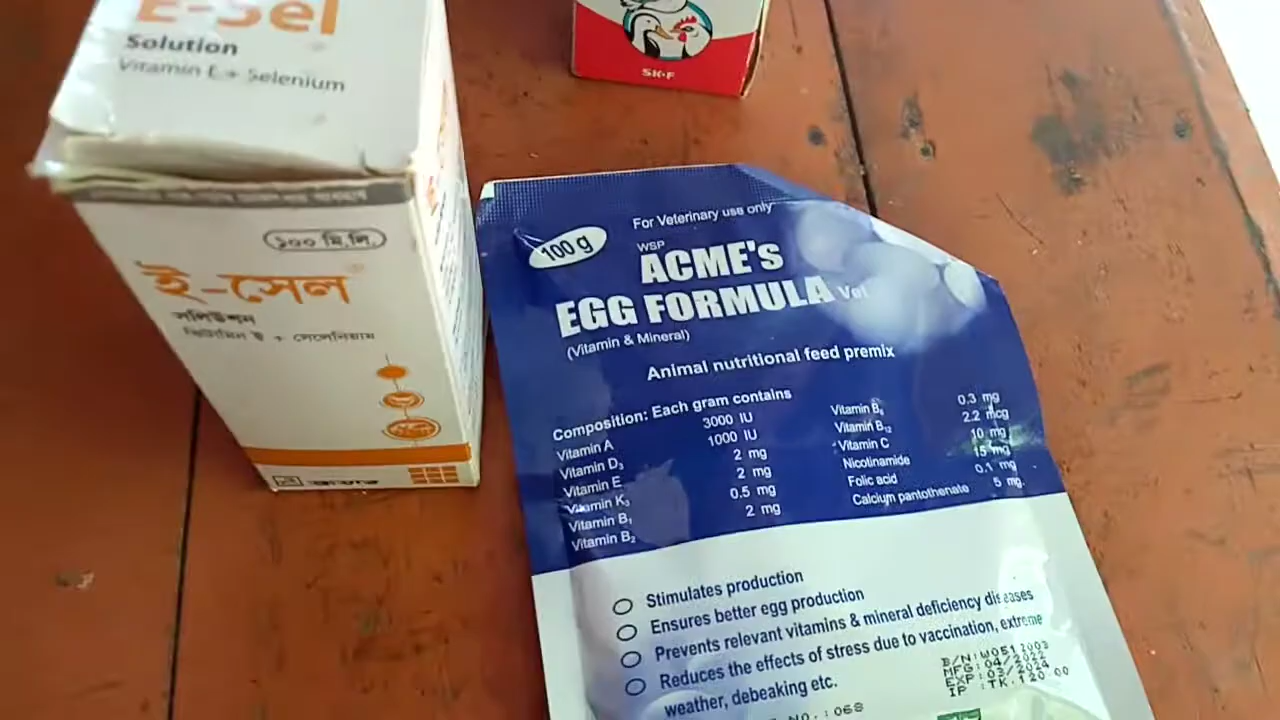 E-Sel
Solution
Vitamin E + Selenium
১০০ মি.লি.
ই-সেল
সলিউশন
ভিটামিন ই + সেলেনিয়াম
SK+F
100 g
For Veterinary use only
WSP
ACME's
EGG FORMULA Vet
(Vitamin & Mineral)
Animal nutritional feed premix
Composition: Each gram contains
Vitamin A 3000 IU
Vitamin D₃ 1000 IU
Vitamin E 2 mg
Vitamin K₃ 2 mg
Vitamin B₁ 0.5 mg
Vitamin B₂ 2 mg
Vitamin B₆ 0.3 mg
Vitamin B₁₂ 2.2 mcg
Vitamin C 10 mg
Nicotinamide 15 mg
Folic acid 0.1 mg
Calcium pantothenate 5 mg.
Stimulates production
Ensures better egg production
Prevents relevant vitamins & mineral deficiency diseases
Reduces the effects of stress due to vaccination, extreme
weather, debeaking etc.
B/N:W0512003
MFG:04/2022
EXP:03/2024
IP :TK.120.00
NO.:068